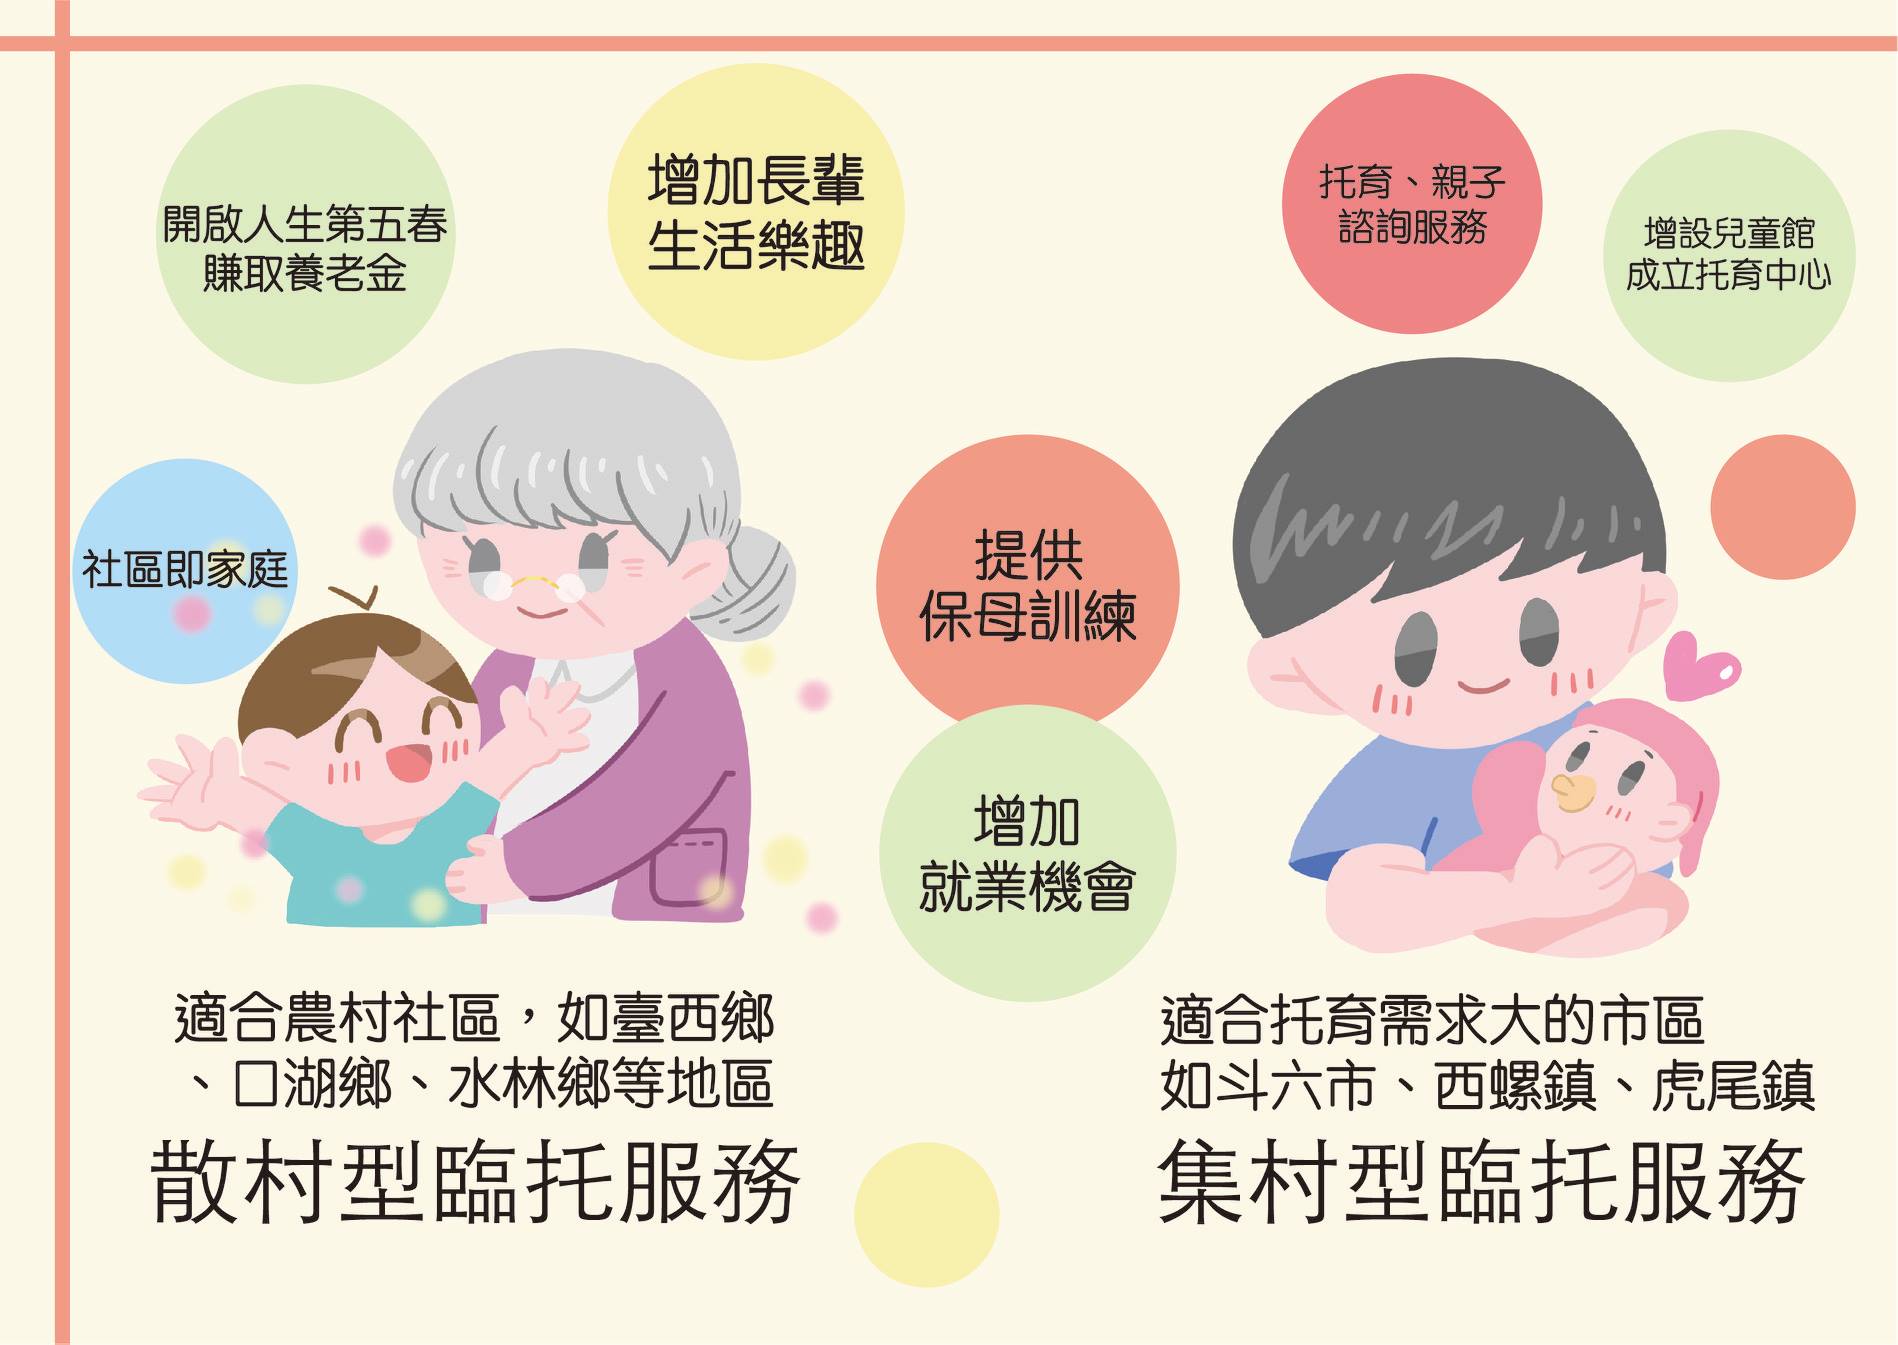 開啟人生第五春
賺取養老金
增加長輩
生活樂趣
社區即家庭
適合農村社區，如臺西鄉
、口湖鄉、水林鄉等地區
散村型臨托服務
提供
保母訓練
增加
就業機會
托育、親子
諮詢服務
增設兒童館
成立托育中心
適合托育需求大的市區
如斗六市、西螺鎮、虎尾鎮
集村型臨托服務